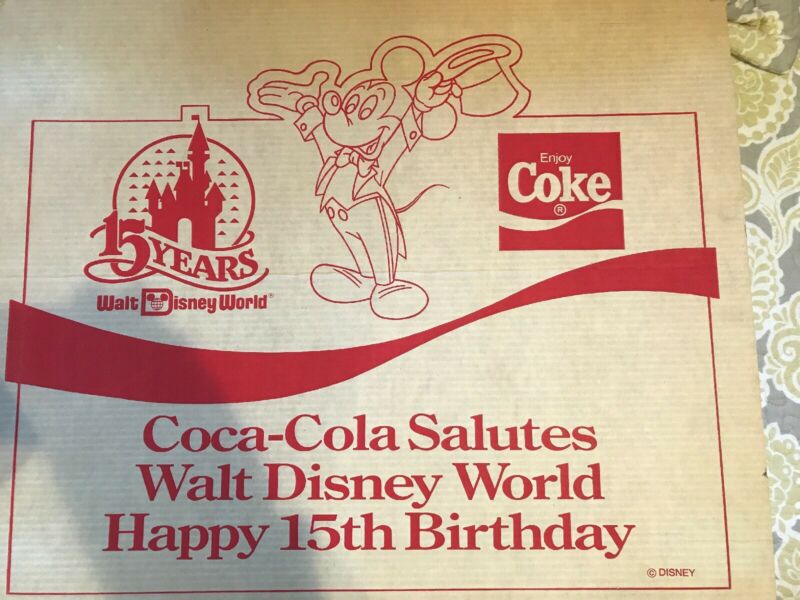 15 YEARS
Walt Disney World®
Enjoy
Coke
®
Coca-Cola Salutes
Walt Disney World
Happy 15th Birthday
© DISNEY